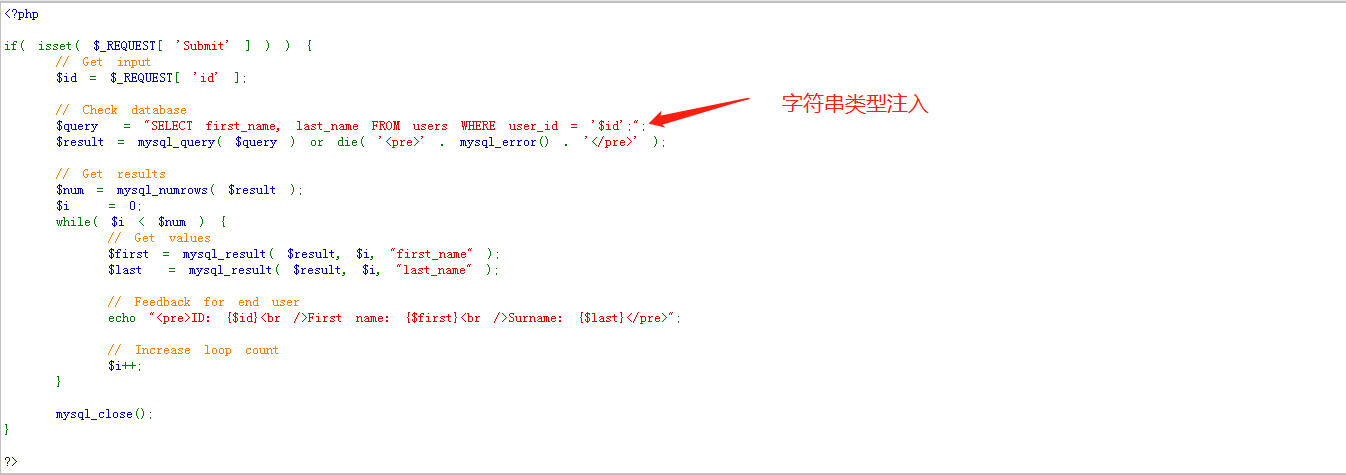 <?php
if( isset( $_REQUEST[ 'Submit' ] ) ) {
// Get input
$id = $_REQUEST[ 'id' ];
// Check database
$query = "SELECT first_name, last_name FROM users WHERE user_id = '$id';";
字符串类型注入
$result = mysql_query( $query ) or die( '<pre>' . mysql_error() . '</pre>' );
// Get results
$num = mysql_numrows( $result );
$i = 0;
while( $i < $num ) {
// Get values
$first = mysql_result( $result, $i, "first_name" );
$last = mysql_result( $result, $i, "last_name" );
// Feedback for end user
echo "<pre>ID: {$id}<br />First name: {$first}<br />Surname: {$last}</pre>";
// Increase loop count
$i++;
}
mysql_close();
}
?>